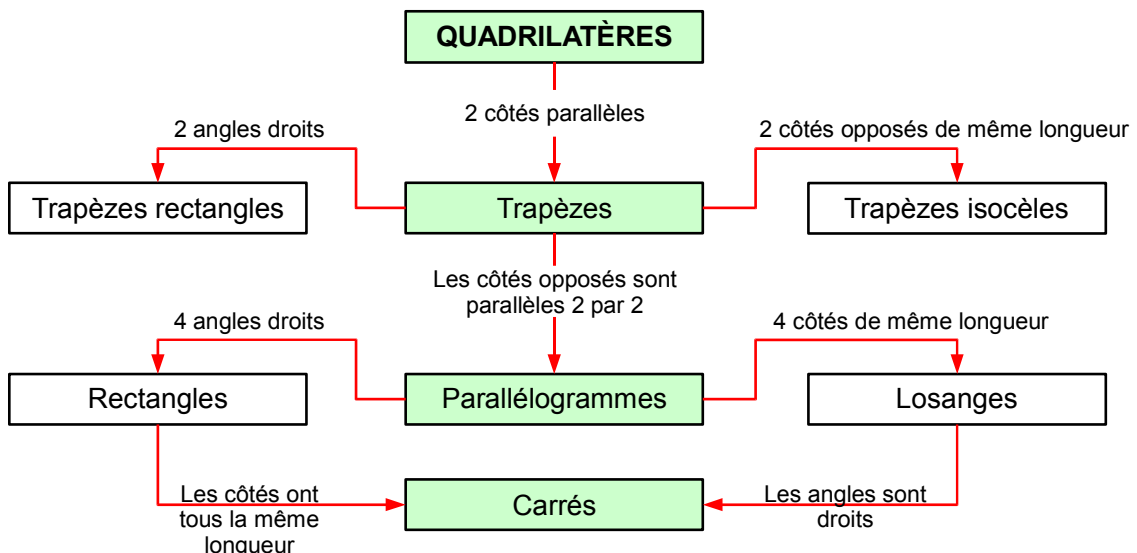 QUADRILATÈRES
2 côtés parallèles
2 angles droits
2 côtés opposés de même longueur
Trapèzes rectangles
Trapèzes
Trapèzes isocèles
Les côtés opposés sont
parallèles 2 par 2
4 angles droits
4 côtés de même longueur
Rectangles
Parallélogrammes
Losanges
Les côtés ont
tous la même
longueur
Carrés
Les angles sont
droits